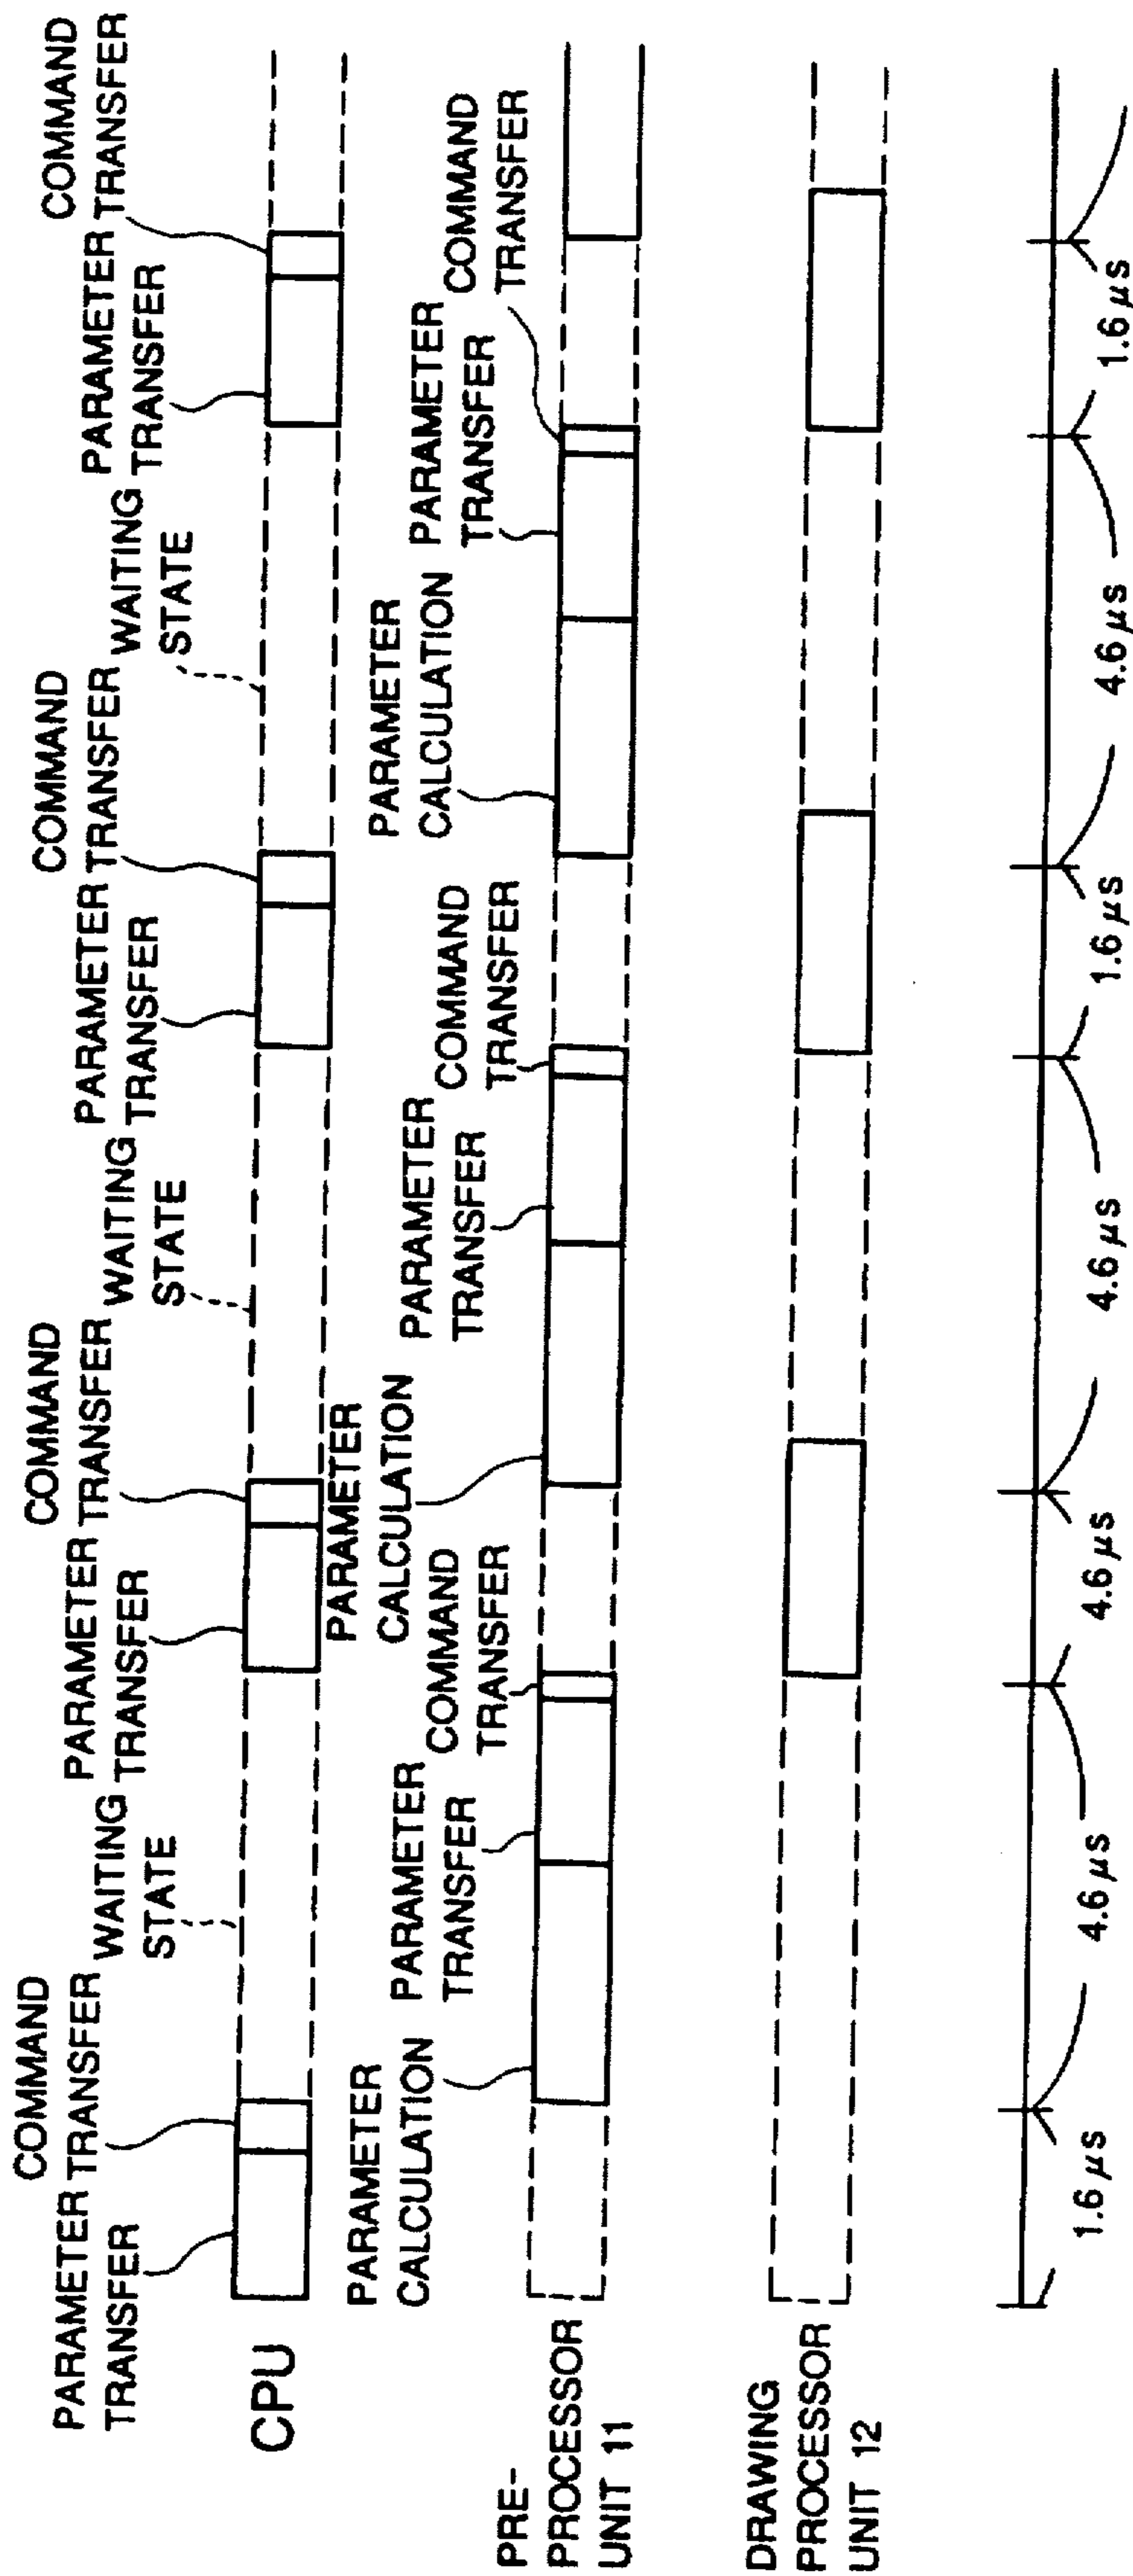 PARAMETER
TRANSFER
COMMAND
TRANSFER
WAITING
STATE
PARAMETER
TRANSFER
COMMAND
TRANSFER
WAITING
STATE
PARAMETER
TRANSFER
COMMAND
TRANSFER
WAITING
STATE
PARAMETER
TRANSFER
COMMAND
TRANSFER
CPU
PARAMETER
CALCULATION
PARAMETER
TRANSFER
COMMAND
TRANSFER
PARAMETER
CALCULATION
PARAMETER
TRANSFER
COMMAND
TRANSFER
PARAMETER
CALCULATION
PARAMETER
TRANSFER
COMMAND
TRANSFER
PRE-
PROCESSOR
UNIT 11
DRAWING
PROCESSOR
UNIT 12
1.6 μs
4.6 μs
4.6 μs
4.6 μs
1.6 μs
4.6 μs
1.6 μs